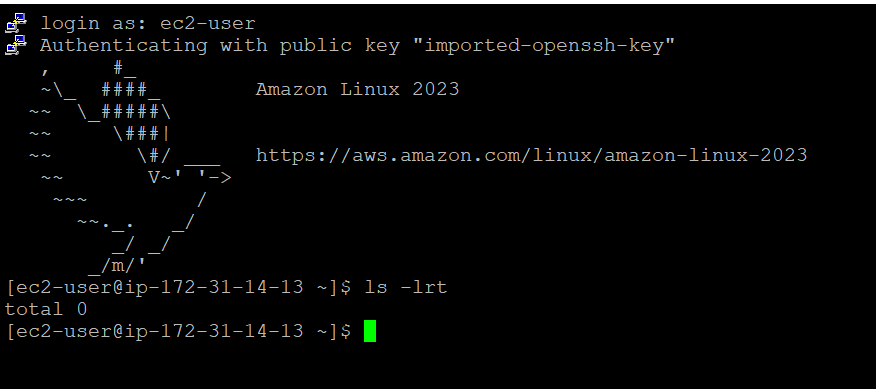 login as: ec2-user
Authenticating with public key "imported-openssh-key"
   ,     #_
   ~\_  ####_        Amazon Linux 2023
  ~~  \_#####\
  ~~     \###|
  ~~       \#/ ___   https://aws.amazon.com/linux/amazon-linux-2023
   ~~       V~' '->
    ~~~         /
      ~~._.   _/
         _/ _/
       _/m/'
[ec2-user@ip-172-31-14-13 ~]$ ls -lrt
total 0
[ec2-user@ip-172-31-14-13 ~]$